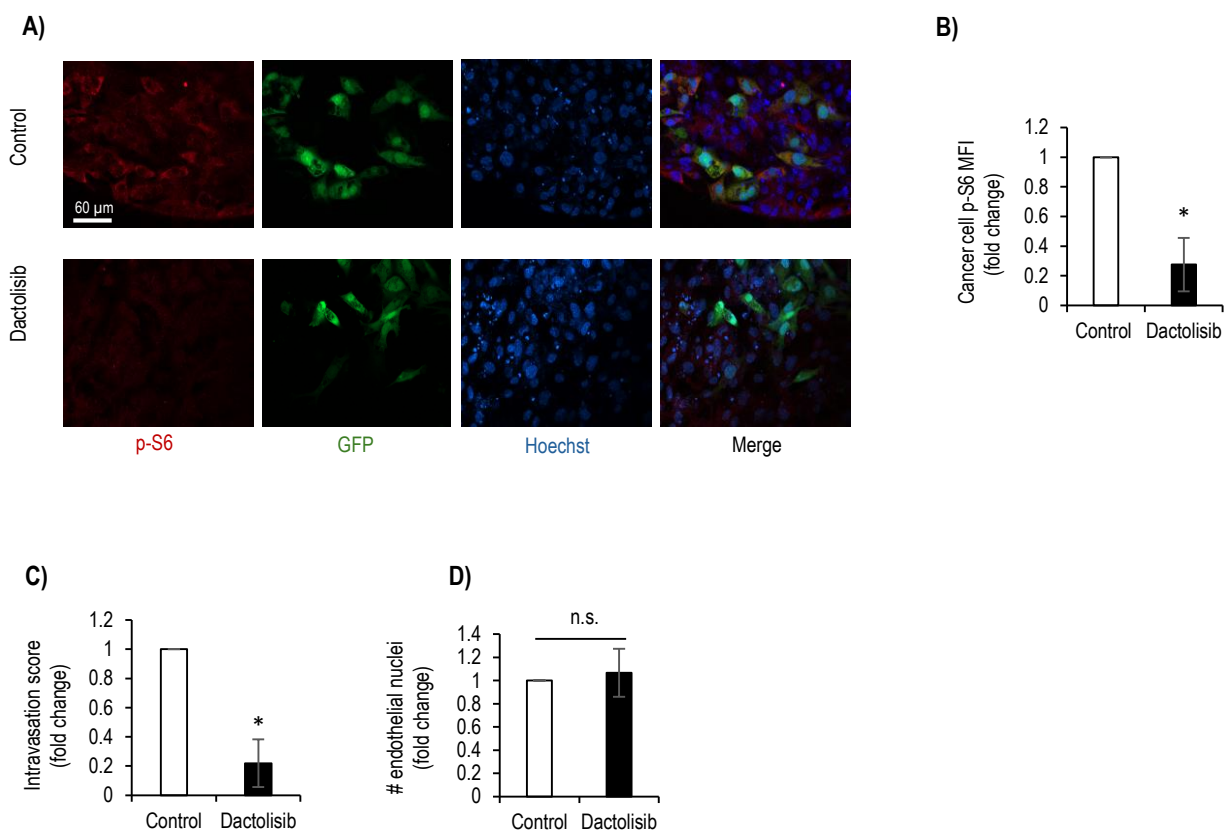 A)
Control
60 µm
Dactolisib
p-S6
GFP
Hoechst
Merge
B)
Cancer cell p-S6 MFI
(fold change)
1.2
1
0.8
0.6
0.4
0.2
0
*
Control
Dactolisib
C)
Intravasation score
(fold change)
1.2
1
0.8
0.6
0.4
0.2
0
*
Control
Dactolisib
D)
# endothelial nuclei
(fold change)
1.4
1.2
1
0.8
0.6
0.4
0.2
0
n.s.
Control
Dactolisib